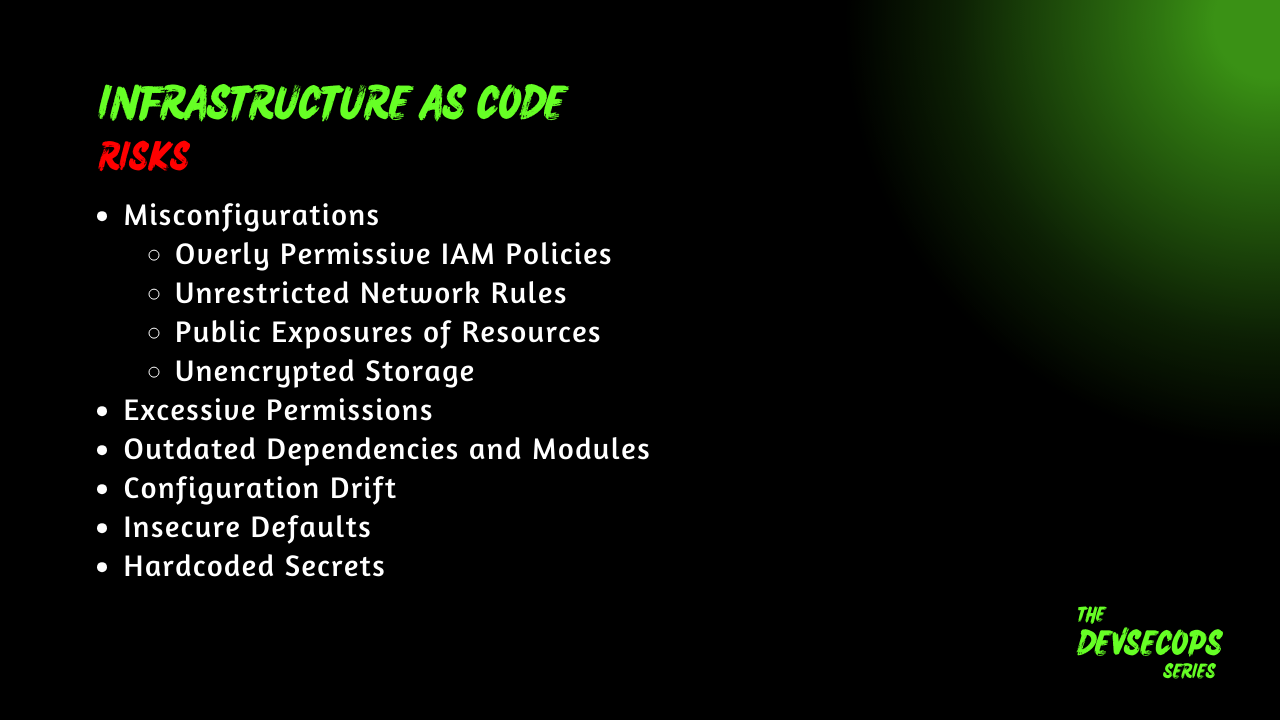 INFRASTRUCTURE AS CODE
RISKS
• Misconfigurations
◦ Overly Permissive IAM Policies
◦ Unrestricted Network Rules
◦ Public Exposures of Resources
◦ Unencrypted Storage
• Excessive Permissions
• Outdated Dependencies and Modules
• Configuration Drift
• Insecure Defaults
• Hardcoded Secrets
THE
DEVSECOPS
SERIES